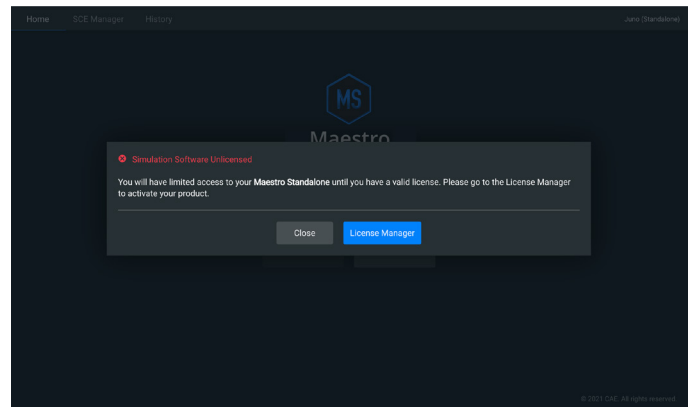 Home SCE Manager History Juno (Standalone)
MS
Maestro
Simulation Software Unlicensed
You will have limited access to your Maestro Standalone until you have a valid license. Please go to the License Manager
to activate your product.
Close License Manager
© 2021 CAE. All rights reserved.